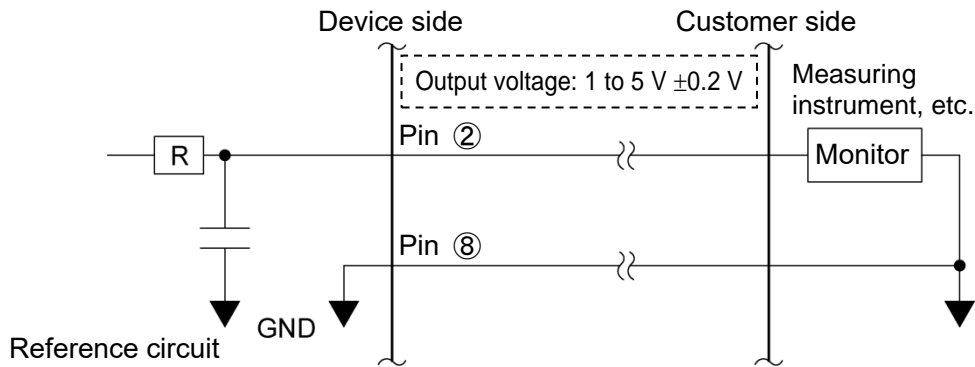 Device side
Customer side
Output voltage: 1 to 5 V ±0.2 V
Measuring
instrument, etc.
Pin ②
R
Monitor
Pin ⑧
GND
Reference circuit